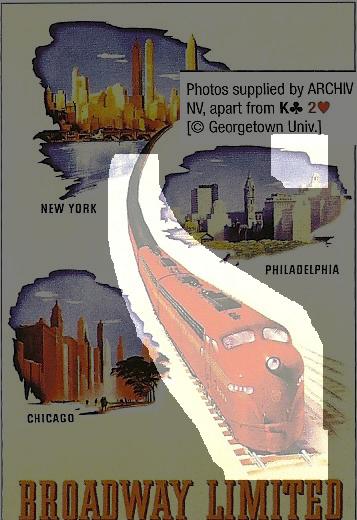 Photos supplied by ARCHIV
NV, apart from K♣ 2♥
[© Georgetown Univ.]
NEW YORK
PHILADELPHIA
CHICAGO
BROADWAY LIMITED